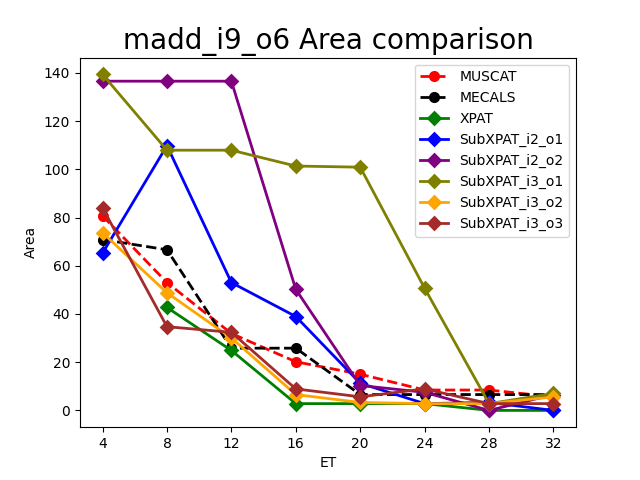 madd_i9_o6 Area comparison
MUSCAT
MECALS
XPAT
SubXPAT_i2_o1
SubXPAT_i2_o2
SubXPAT_i3_o1
SubXPAT_i3_o2
SubXPAT_i3_o3
140
120
100
80
60
40
20
0
Area
4 8 12 16 20 24 28 32
ET